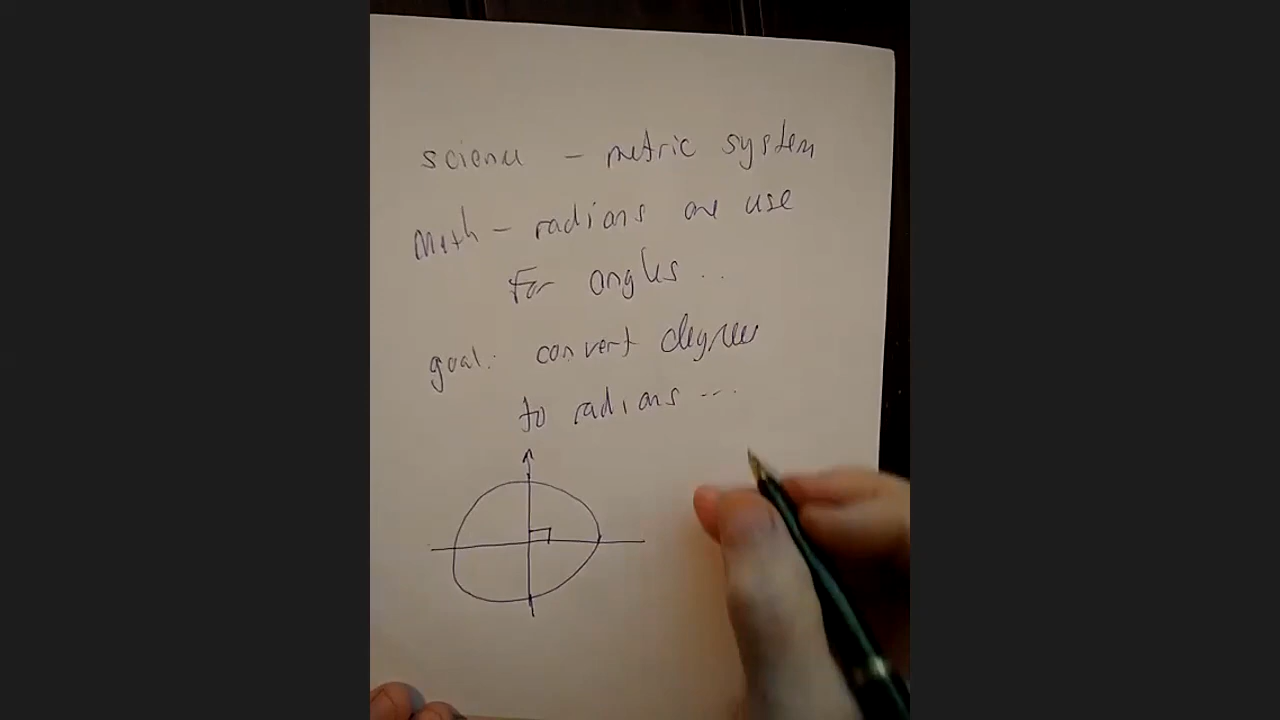 science - metric system
Math - radians are use
for angles ..
goal: convert degrees
to radians ...